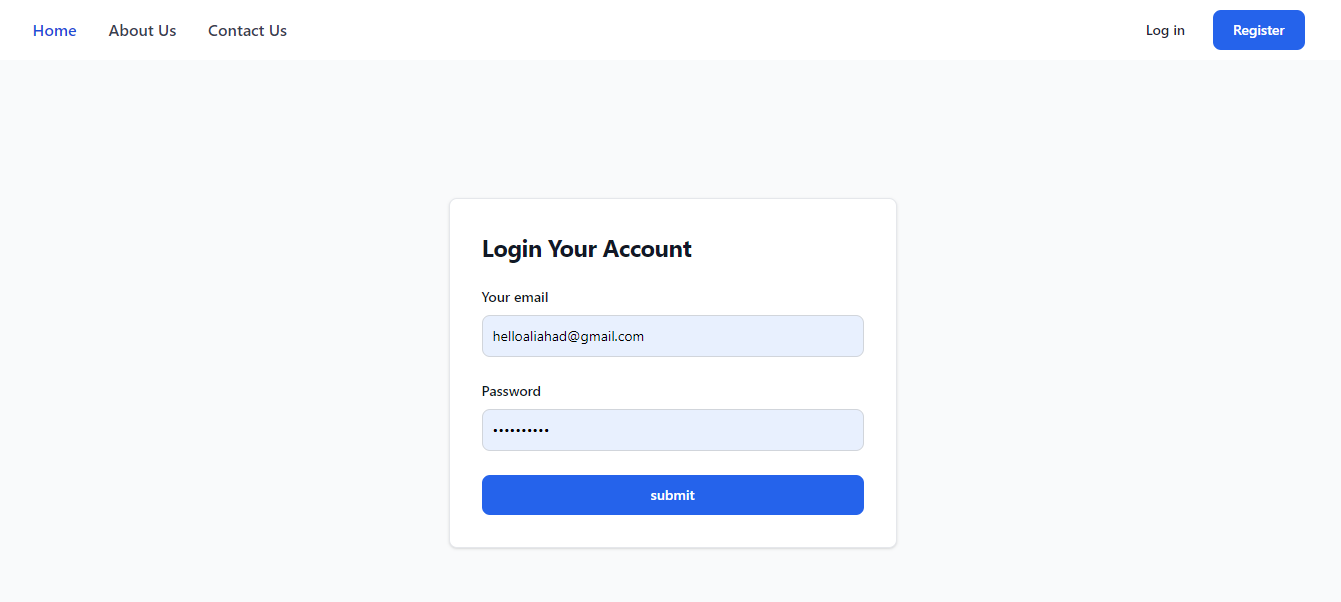 Home About Us Contact Us Log in Register
Login Your Account
Your email
helloaliahad@gmail.com
Password
••••••••••
submit